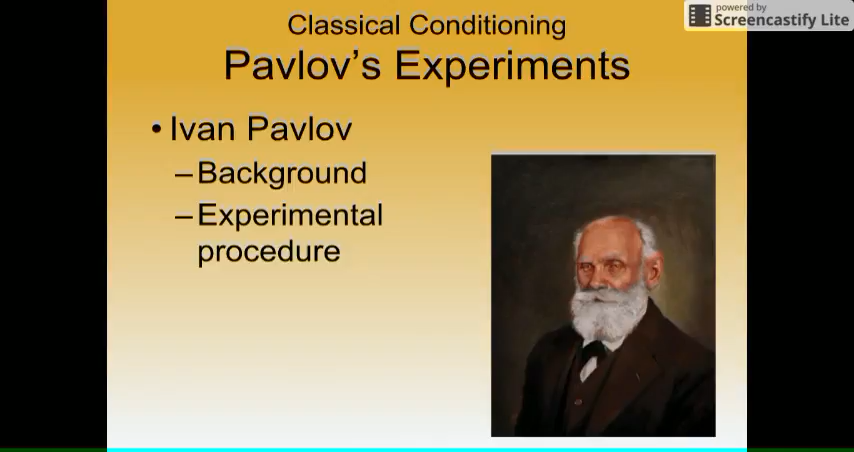 powered by
Screencastify Lite
Classical Conditioning
Pavlov's Experiments
• Ivan Pavlov
–Background
–Experimental
procedure